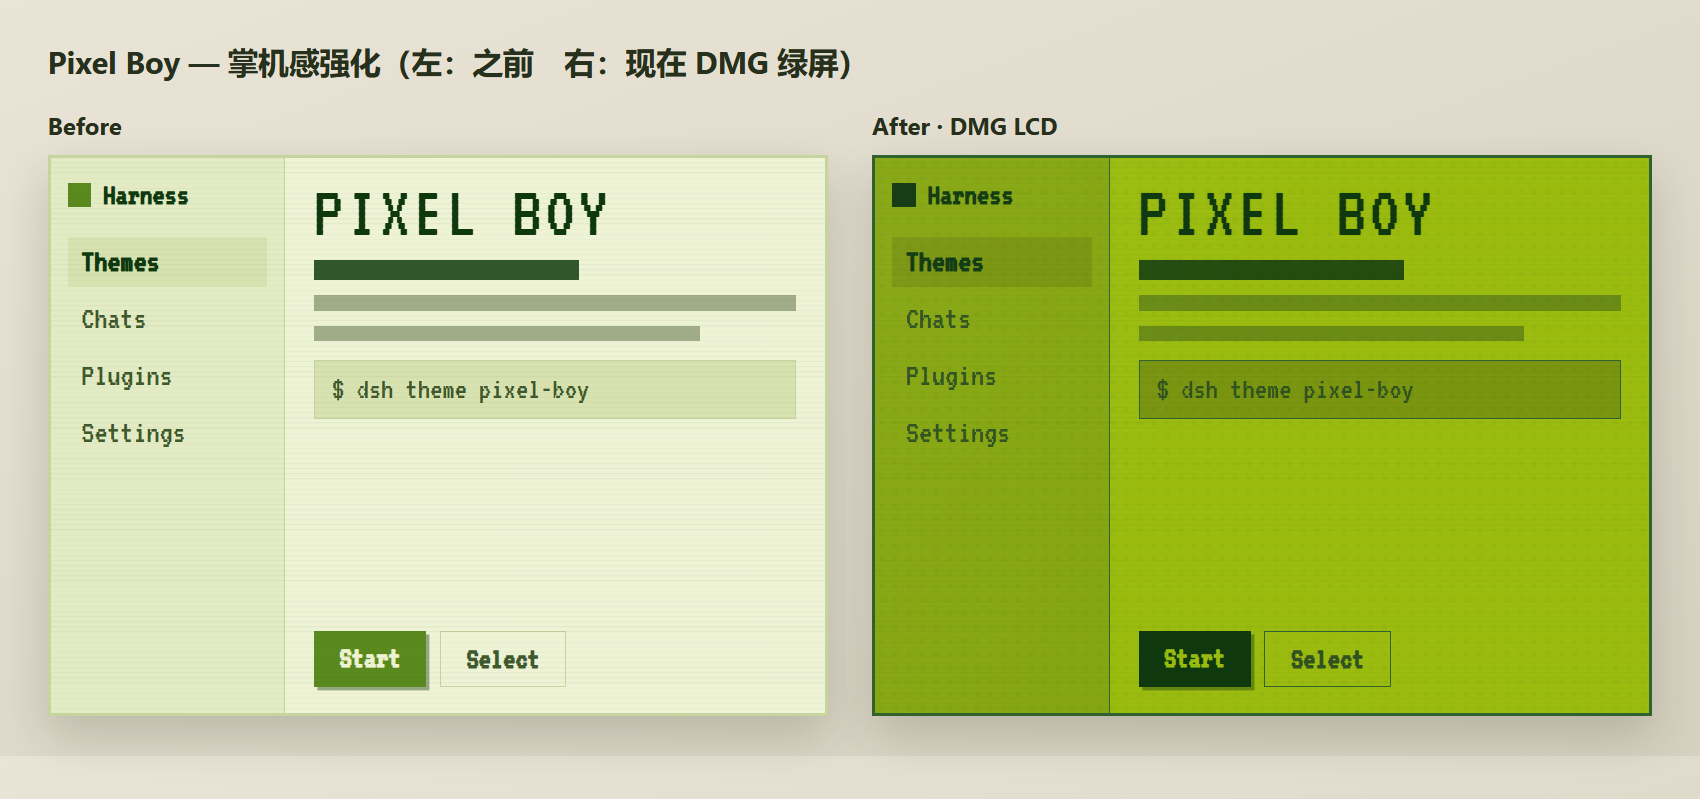 Pixel Boy — 掌机感强化（左：之前　右：现在 DMG 绿屏）
Before
Harness
Themes
Chats
Plugins
Settings
PIXEL BOY
$ dsh theme pixel-boy
Start
Select
After · DMG LCD
Harness
Themes
Chats
Plugins
Settings
PIXEL BOY
$ dsh theme pixel-boy
Start
Select